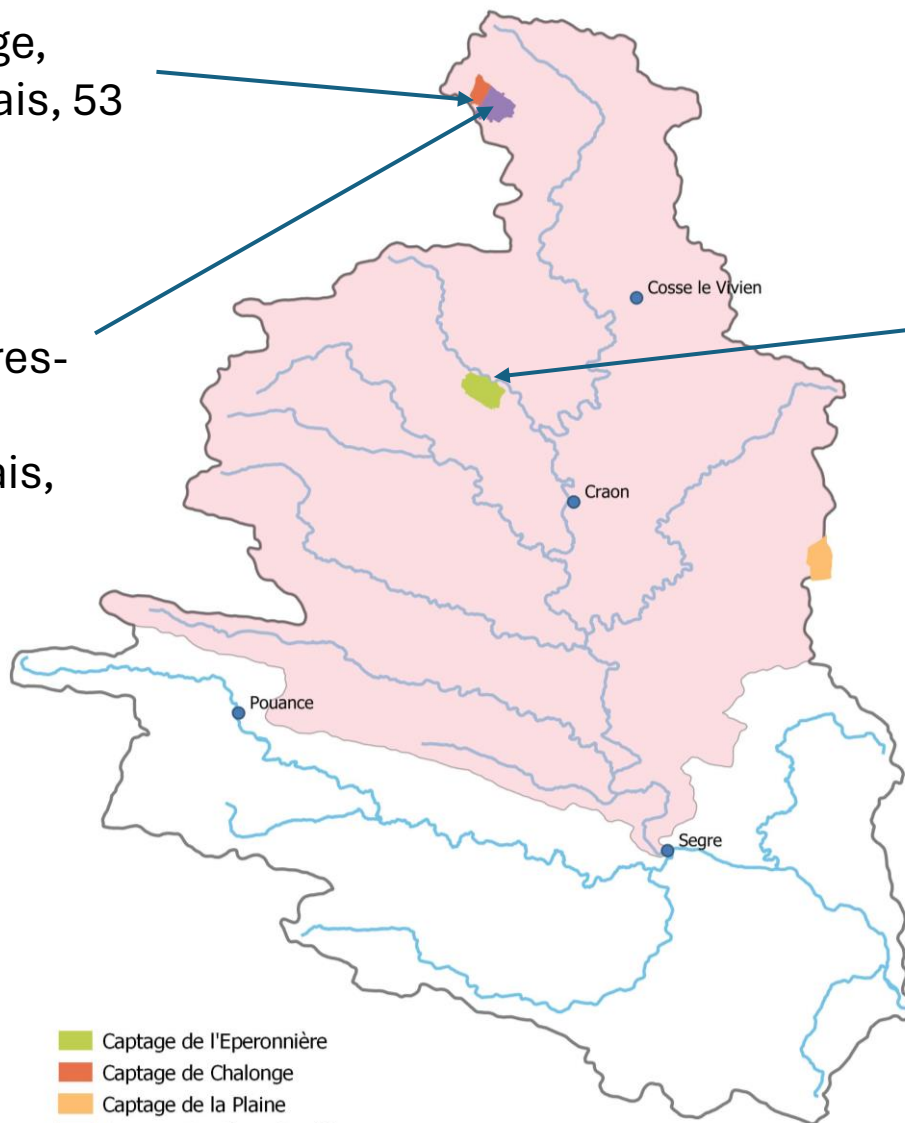 ge,
ais, 53
res-
ais,
Cosse le Vivien
Craon
Pouance
Segre
Captage de l'Eperonnière
Captage de Chalonge
Captage de la Plaine